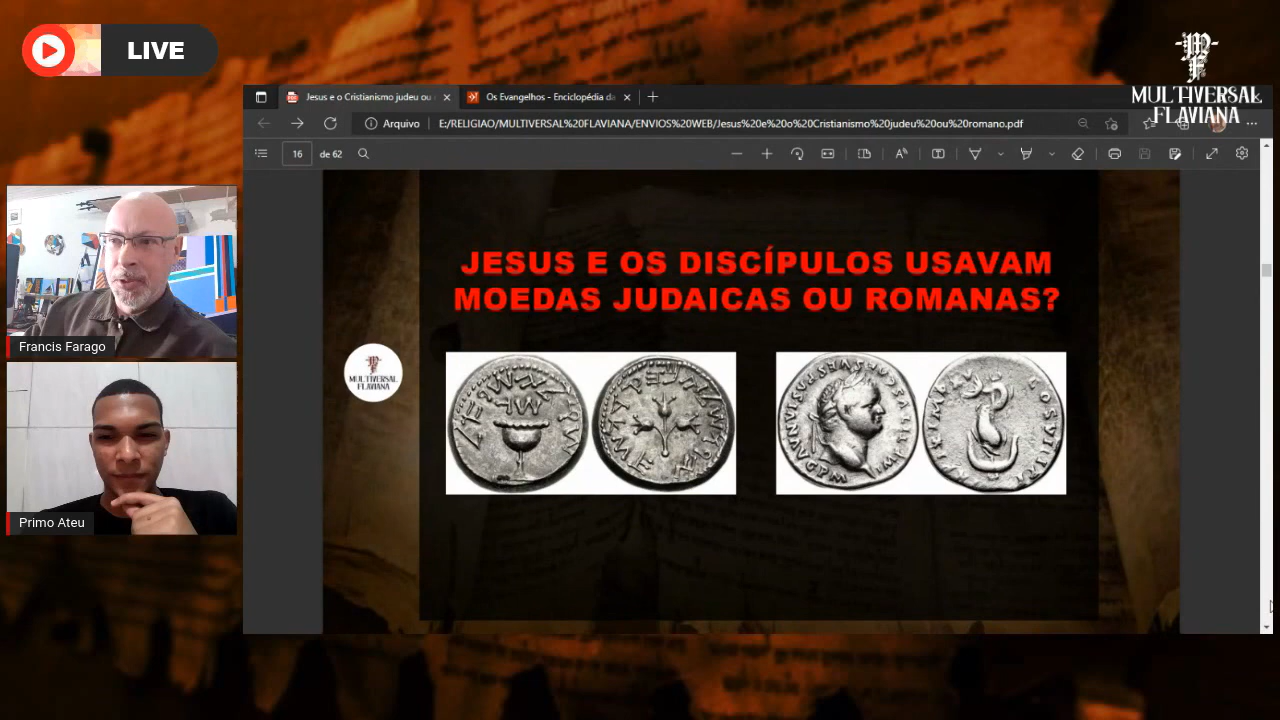 LIVE
MULTIVERSAL
FLAVIANA
Jesus e o Cristianismo judeu ou
Os Evangelhos - Enciclopédia da
Arquivo
E:/RELIGIAO/MULTIVERSAL%20FLAVIANA/ENVIOS%20WEB/Jesus%20e%20o%20Cristianismo%20judeu%20ou%20romano.pdf
16 de 62
JESUS E OS DISCÍPULOS USAVAM
MOEDAS JUDAICAS OU ROMANAS?
MULTIVERSAL
FLAVIANA
Francis Farago
Primo Ateu